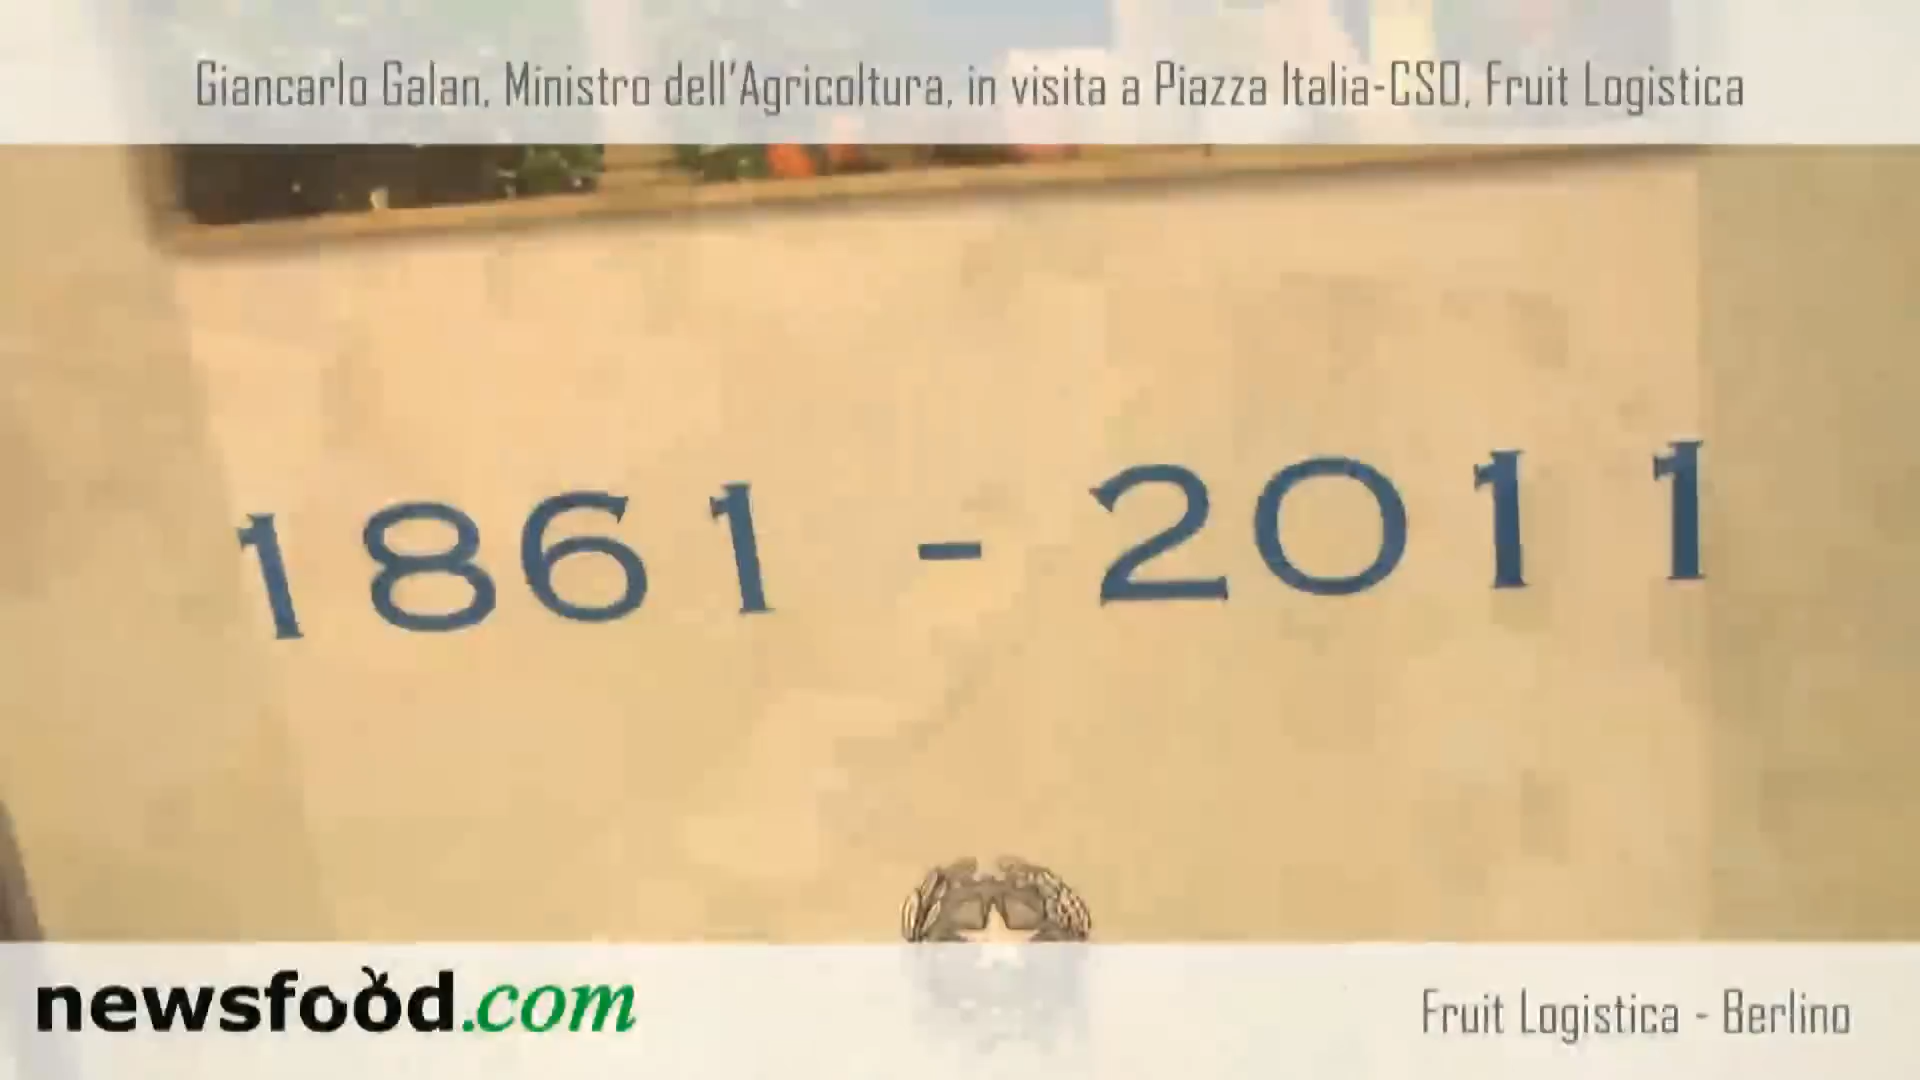 Giancarlo Galan, Ministro dell'Agricoltura, in visita a Piazza Italia-CSO, Fruit Logistica
1861 - 2011
newsfood.com
Fruit Logistica - Berlino